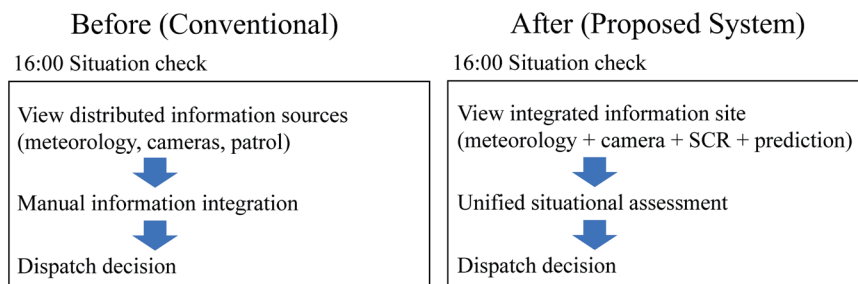 Before (Conventional)
16:00 Situation check
View distributed information sources
(meteorology, cameras, patrol)
Manual information integration
Dispatch decision
After (Proposed System)
16:00 Situation check
View integrated information site
(meteorology + camera + SCR + prediction)
Unified situational assessment
Dispatch decision